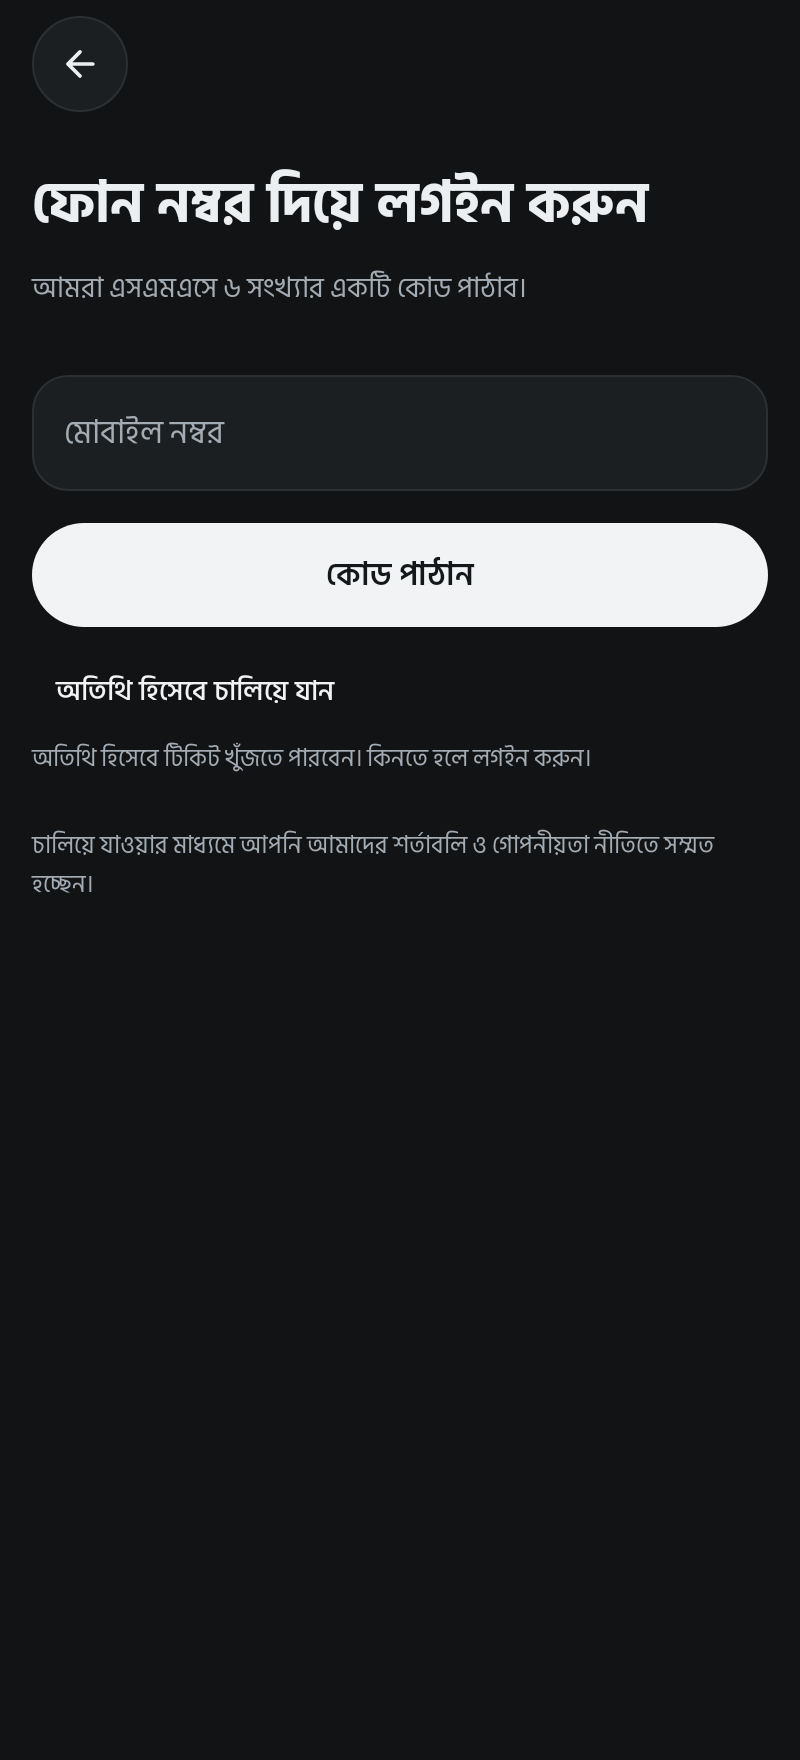 ফোন নম্বর দিয়ে লগইন করুন
আমরা এসএমএসে ৬ সংখ্যার একটি কোড পাঠাব।
মোবাইল নম্বর
কোড পাঠান
অতিথি হিসেবে চালিয়ে যান
অতিথি হিসেবে টিকিট খুঁজতে পারবেন। কিনতে হলে লগইন করুন।
চালিয়ে যাওয়ার মাধ্যমে আপনি আমাদের শর্তাবলি ও গোপনীয়তা নীতিতে সম্মত
হচ্ছেন।